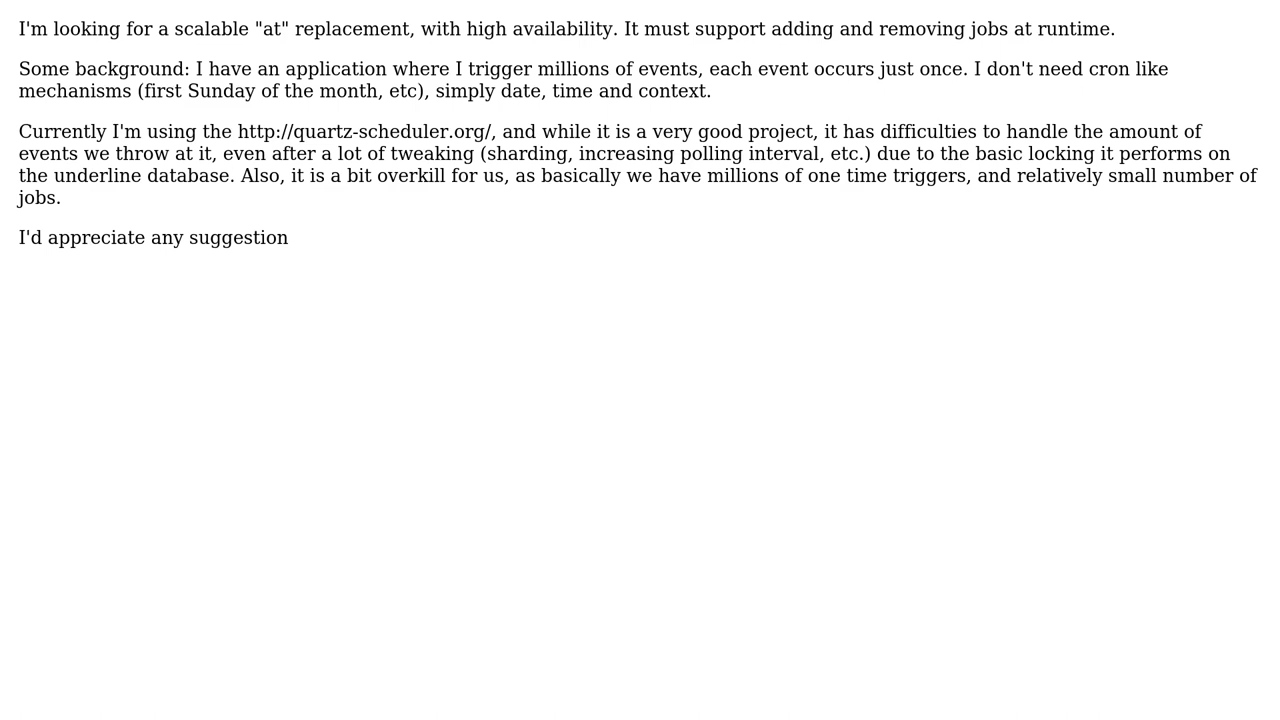 I'm looking for a scalable "at" replacement, with high availability. It must support adding and removing jobs at runtime.
Some background: I have an application where I trigger millions of events, each event occurs just once. I don't need cron like
mechanisms (first Sunday of the month, etc), simply date, time and context.
Currently I'm using the http://quartz-scheduler.org/, and while it is a very good project, it has difficulties to handle the amount of
events we throw at it, even after a lot of tweaking (sharding, increasing polling interval, etc.) due to the basic locking it performs on
the underline database. Also, it is a bit overkill for us, as basically we have millions of one time triggers, and relatively small number of
jobs.
I'd appreciate any suggestion